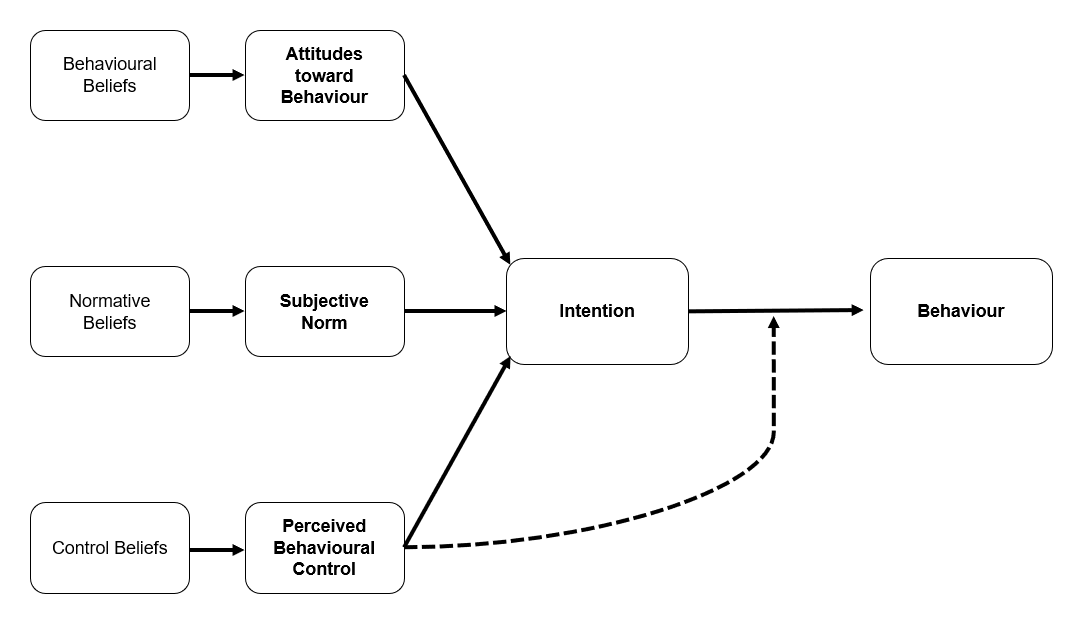 Behavioural
Beliefs
Attitudes
toward
Behaviour
Normative
Beliefs
Subjective
Norm
Intention
Behaviour
Control Beliefs
Perceived
Behavioural
Control